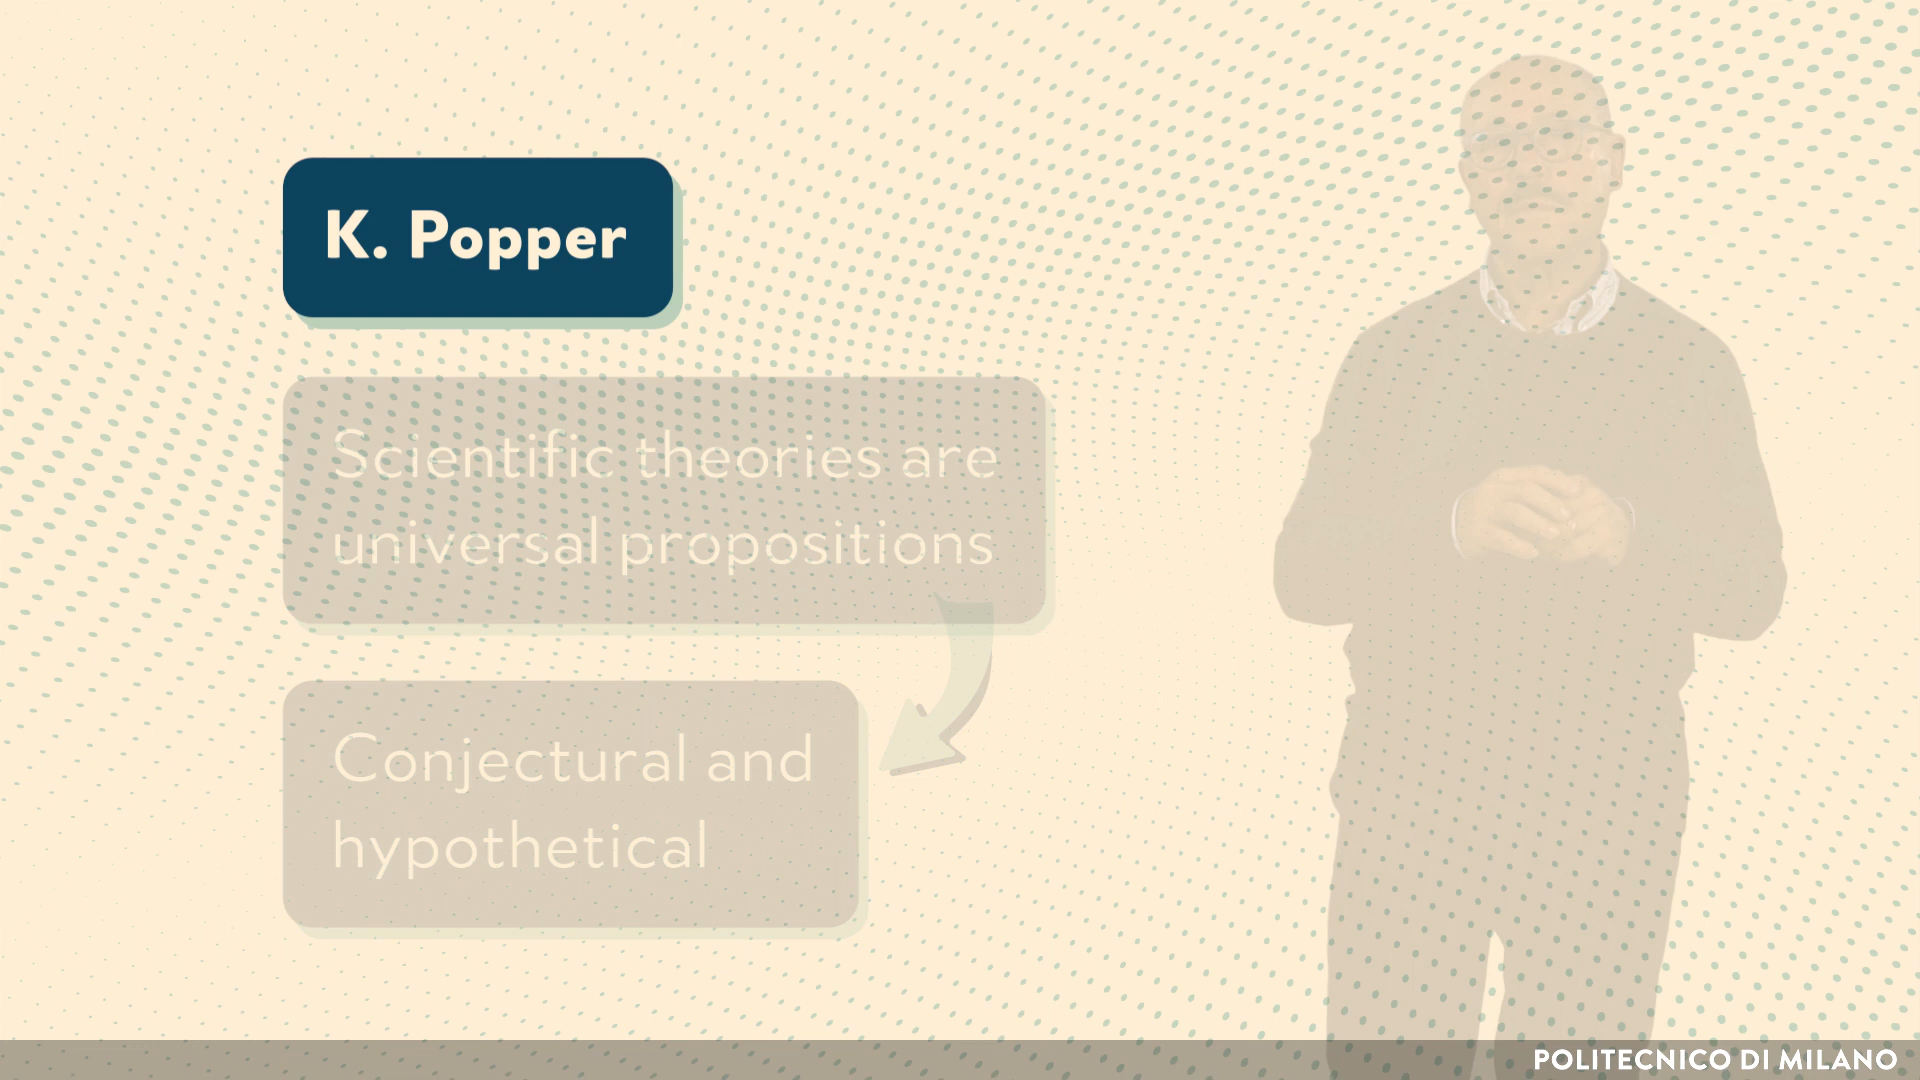 K. Popper
Scientific theories are
universal propositions
Conjectural and
hypothetical
POLITECNICO DI MILANO